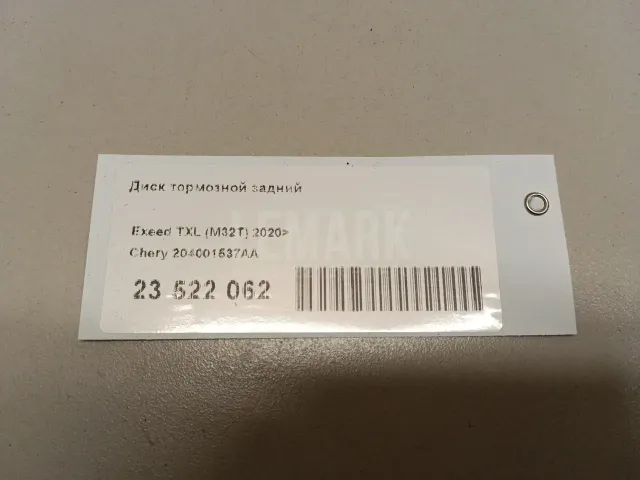 Диск тормозной задний
LEMARK
Exeed TXL (M32T) 2020>
Chery 204001537AA
23 522 062